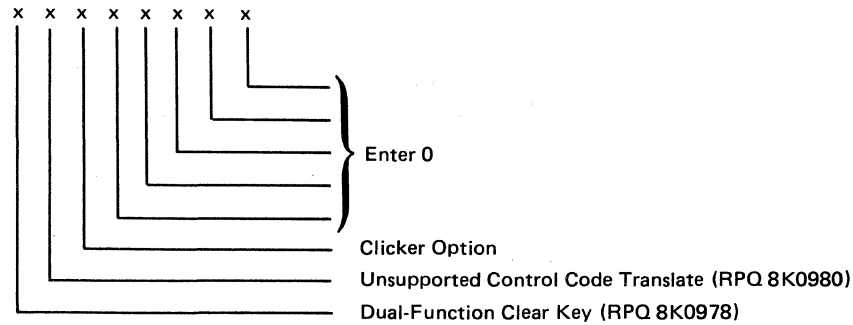 x x x x x x x x
Enter 0
Clicker Option
Unsupported Control Code Translate (RPQ 8K0980)
Dual-Function Clear Key (RPQ 8K0978)